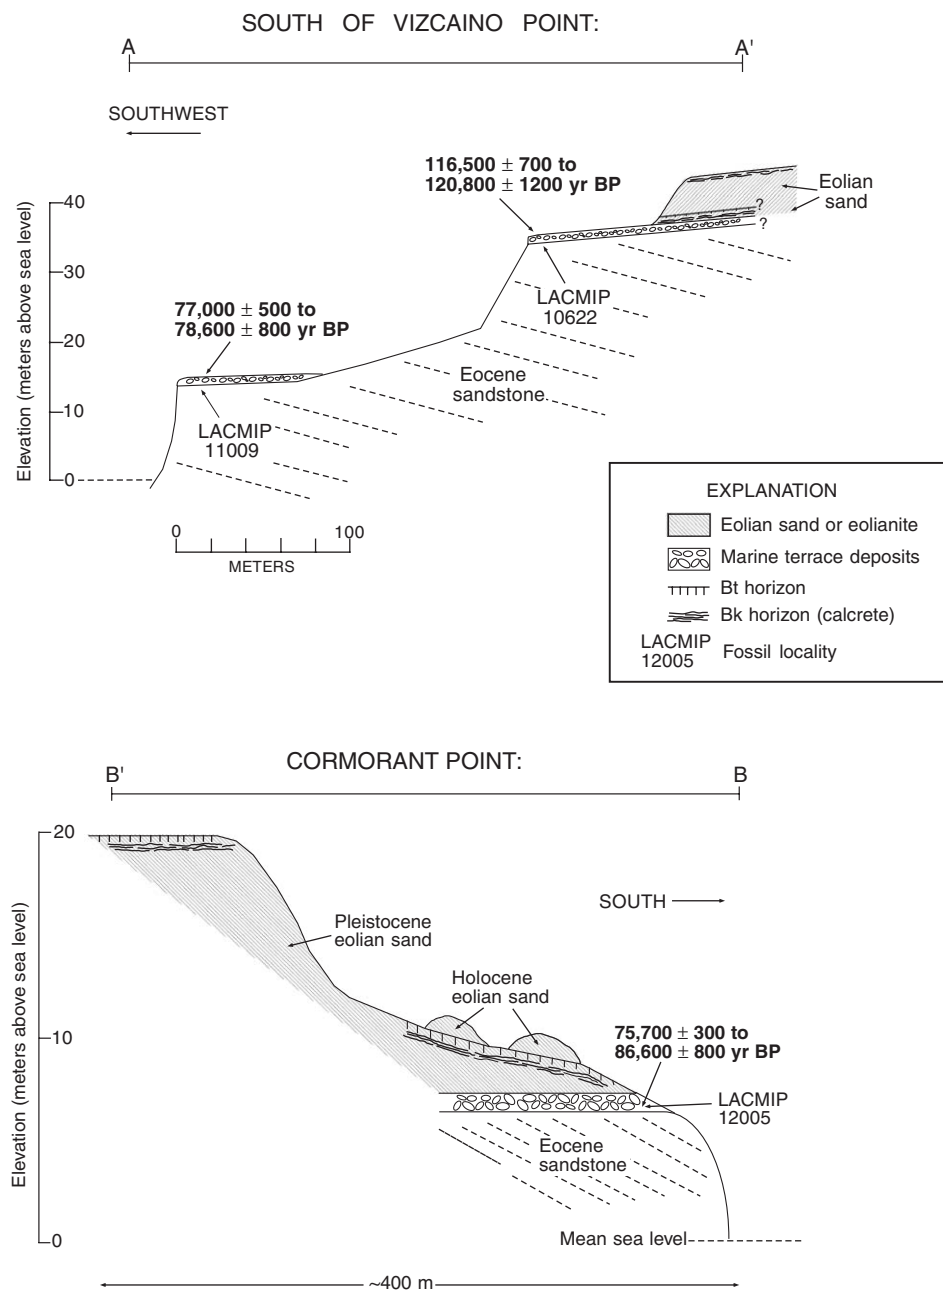 SOUTH OF VIZCAINO POINT:
A
A'
SOUTHWEST
116,500 ± 700 to
120,800 ± 1200 yr BP
Eolian
sand
?
?
40
30
20
10
0
Elevation (meters above sea level)
77,000 ± 500 to
78,600 ± 800 yr BP
LACMIP
10622
Eocene
sandstone
LACMIP
11009
0
100
METERS
EXPLANATION
Eolian sand or eolianite
Marine terrace deposits
Bt horizon
Bk horizon (calcrete)
LACMIP
12005
Fossil locality
CORMORANT POINT:
B'
B
20
10
0
Elevation (meters above sea level)
SOUTH
Pleistocene
eolian sand
Holocene
eolian sand
75,700 ± 300 to
86,600 ± 800 yr BP
LACMIP
12005
Eocene
sandstone
Mean sea level
~400 m